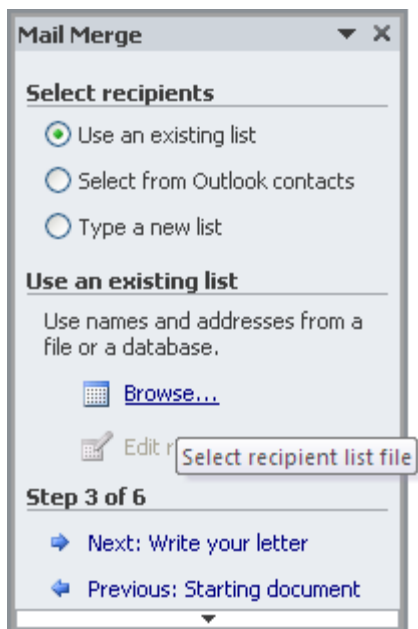 Mail Merge
Select recipients
Use an existing list
Select from Outlook contacts
Type a new list
Use an existing list
Use names and addresses from a
file or a database.
Browse...
Edit
Select recipient list file
Step 3 of 6
Next: Write your letter
Previous: Starting document